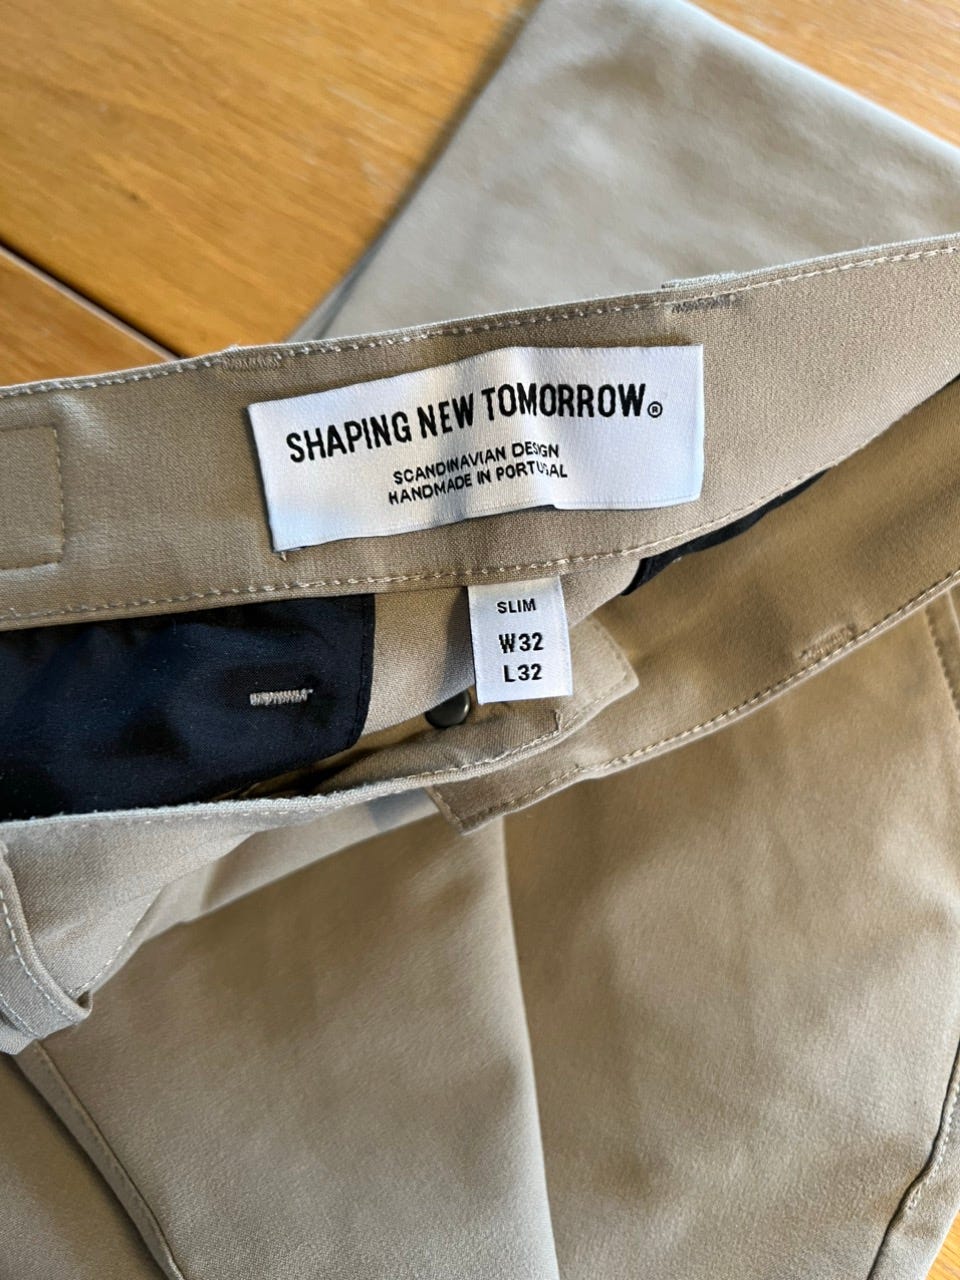 SHAPING NEW TOMORROW®
SCANDINAVIAN DESIGN
HANDMADE IN PORTUGAL
SLIM
W32
L32